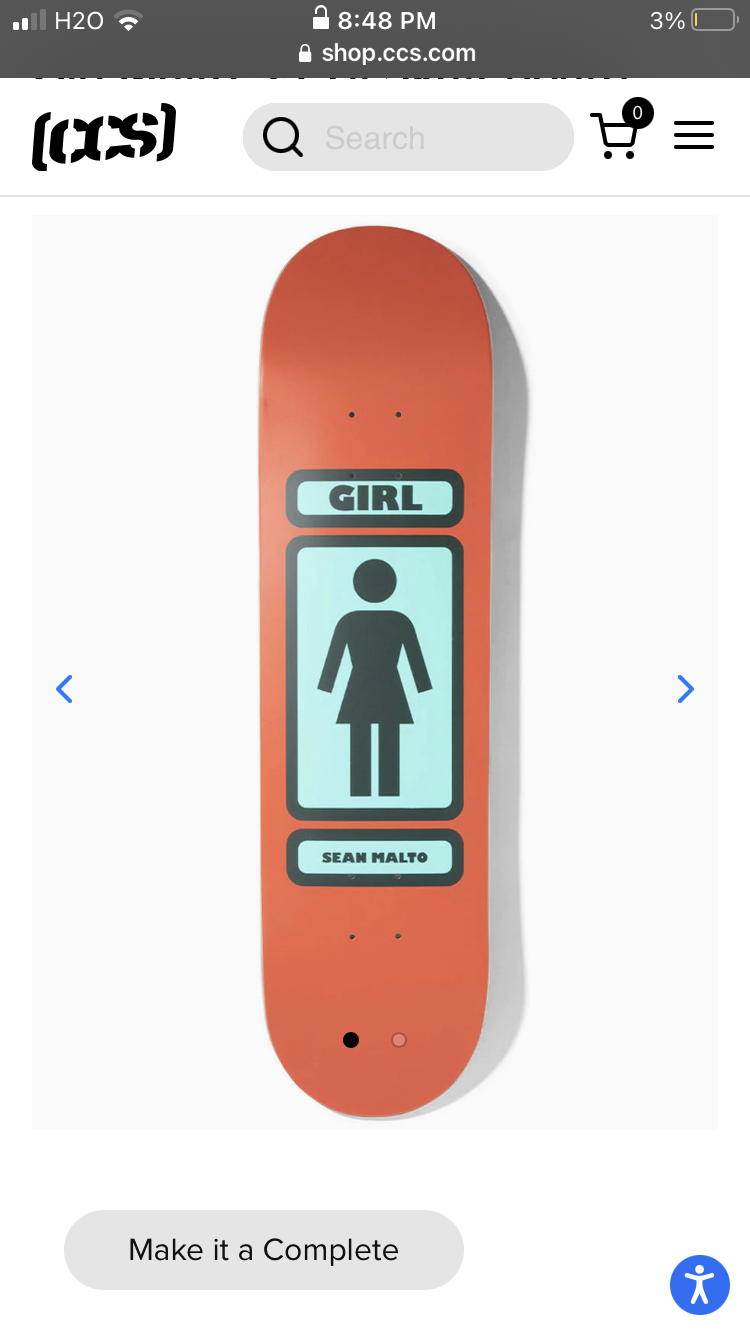 H2O
8:48 PM
3%
shop.ccs.com
(ccs)
Search
0
GIRL
SEAN MALTO
Make it a Complete